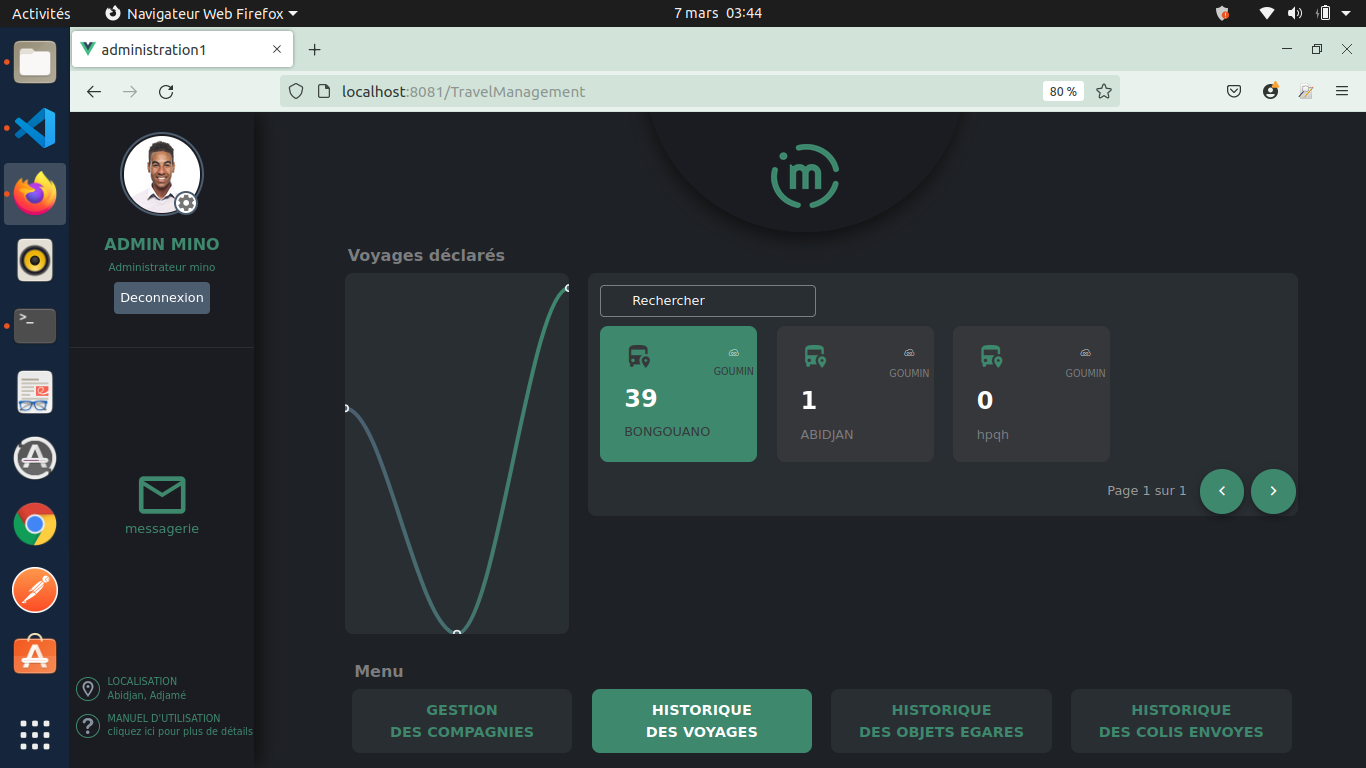 Activités
Navigateur Web Firefox
7 mars 03:44
administration1
localhost:8081/TravelManagement
80 %
ADMIN MINO
Administrateur mino
Deconnexion
messagerie
LOCALISATION
Abidjan, Adjamé
MANUEL D'UTILISATION
cliquez ici pour plus de détails
m
Voyages déclarés
Rechercher
GOUMIN
39
BONGOUANO
GOUMIN
1
ABIDJAN
GOUMIN
0
hpqh
Page 1 sur 1
Menu
GESTION
DES COMPAGNIES
HISTORIQUE
DES VOYAGES
HISTORIQUE
DES OBJETS EGARES
HISTORIQUE
DES COLIS ENVOYES